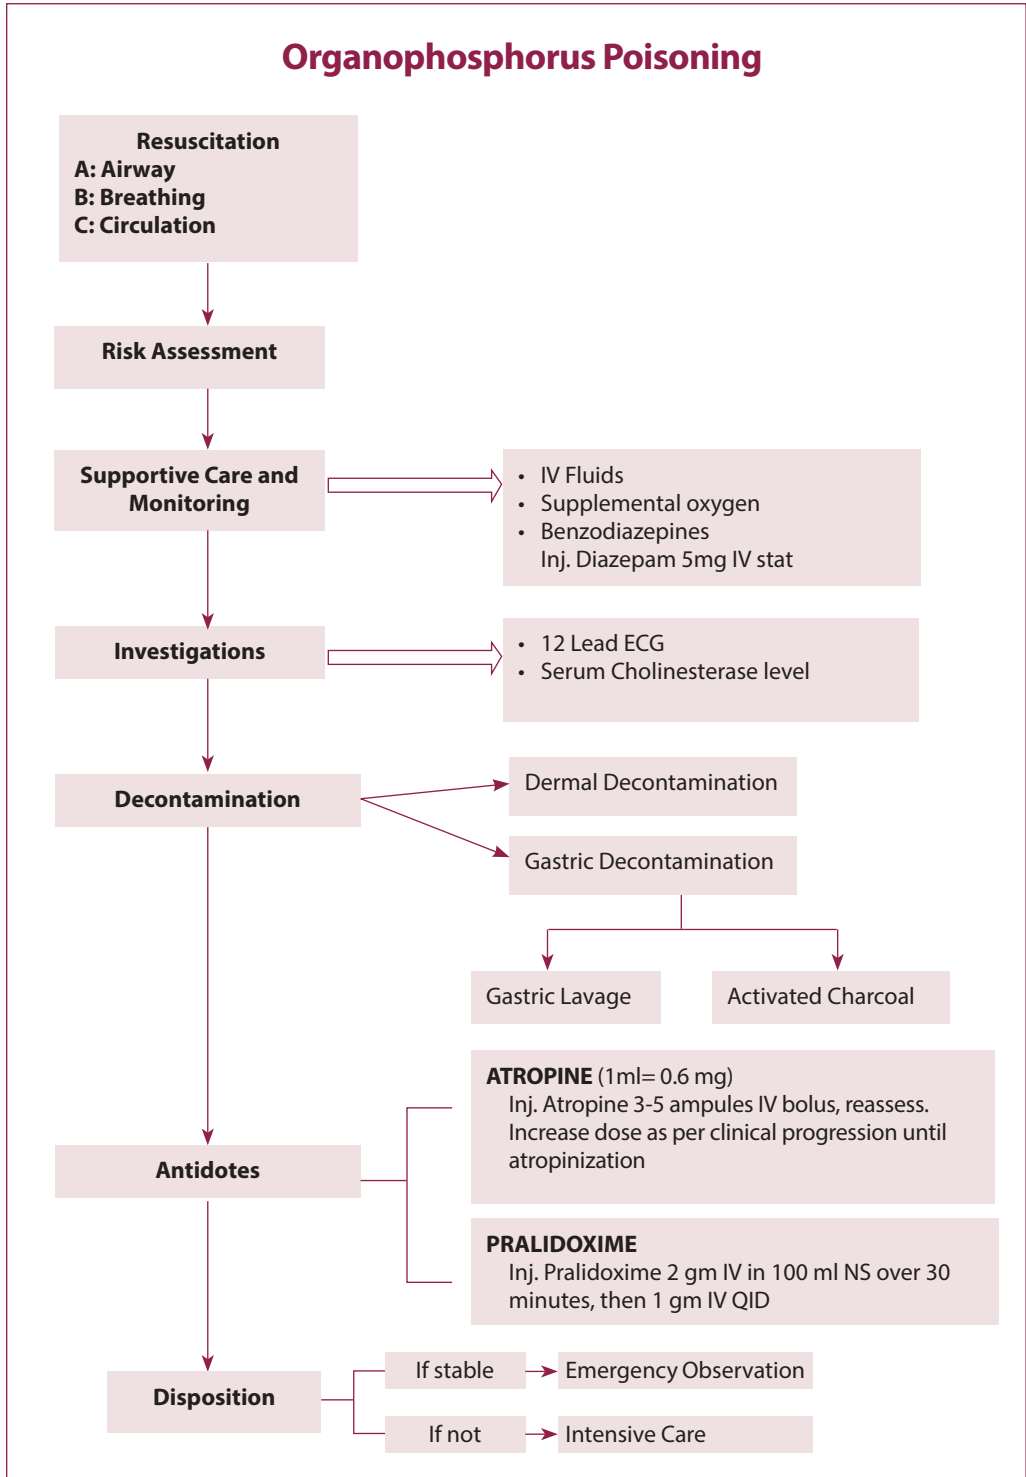 Organophosphorus Poisoning
Resuscitation
A: Airway
B: Breathing
C: Circulation
Risk Assessment
Supportive Care and
Monitoring
• IV Fluids
• Supplemental oxygen
• Benzodiazepines
Inj. Diazepam 5mg IV stat
Investigations
• 12 Lead ECG
• Serum Cholinesterase level
Decontamination
Dermal Decontamination
Gastric Decontamination
Gastric Lavage
Activated Charcoal
Antidotes
ATROPINE (1ml= 0.6 mg)
Inj. Atropine 3-5 ampules IV bolus, reassess.
Increase dose as per clinical progression until
atropinization
PRALIDOXIME
Inj. Pralidoxime 2 gm IV in 100 ml NS over 30
minutes, then 1 gm IV QID
Disposition
If stable
Emergency Observation
If not
Intensive Care